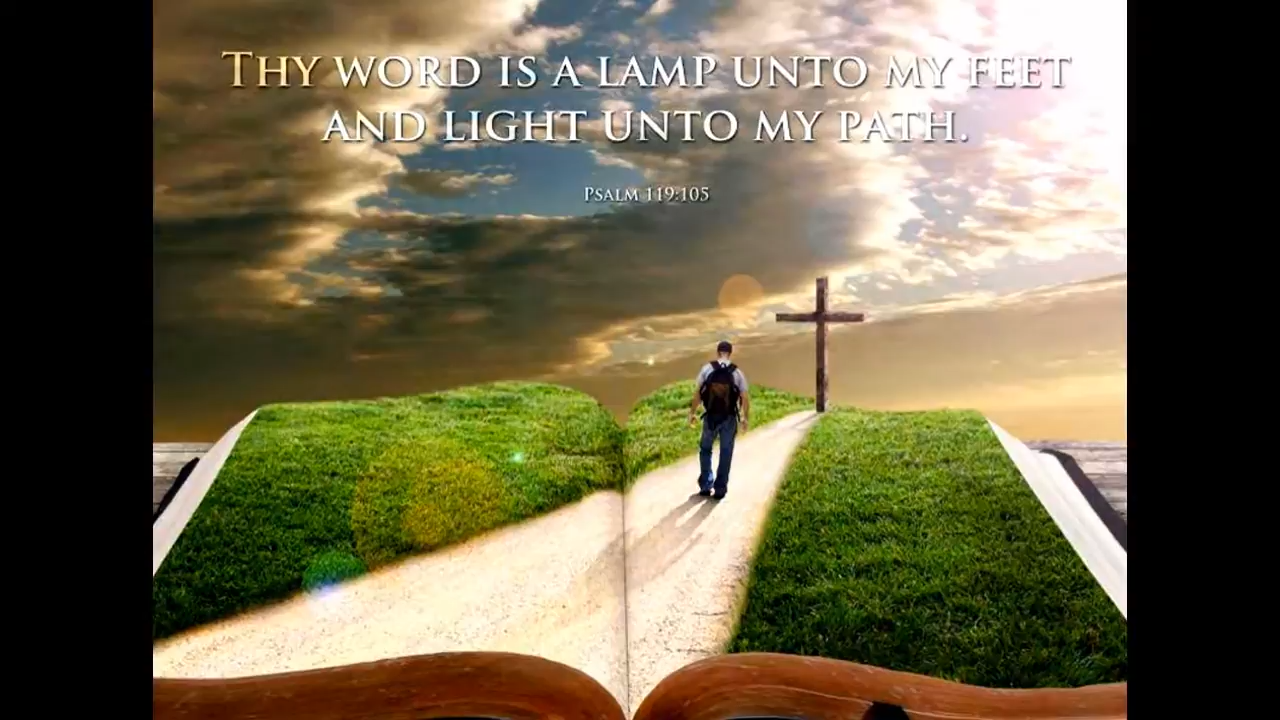 THY WORD IS A LAMP UNTO MY FEET
AND LIGHT UNTO MY PATH.
PSALM 119:105